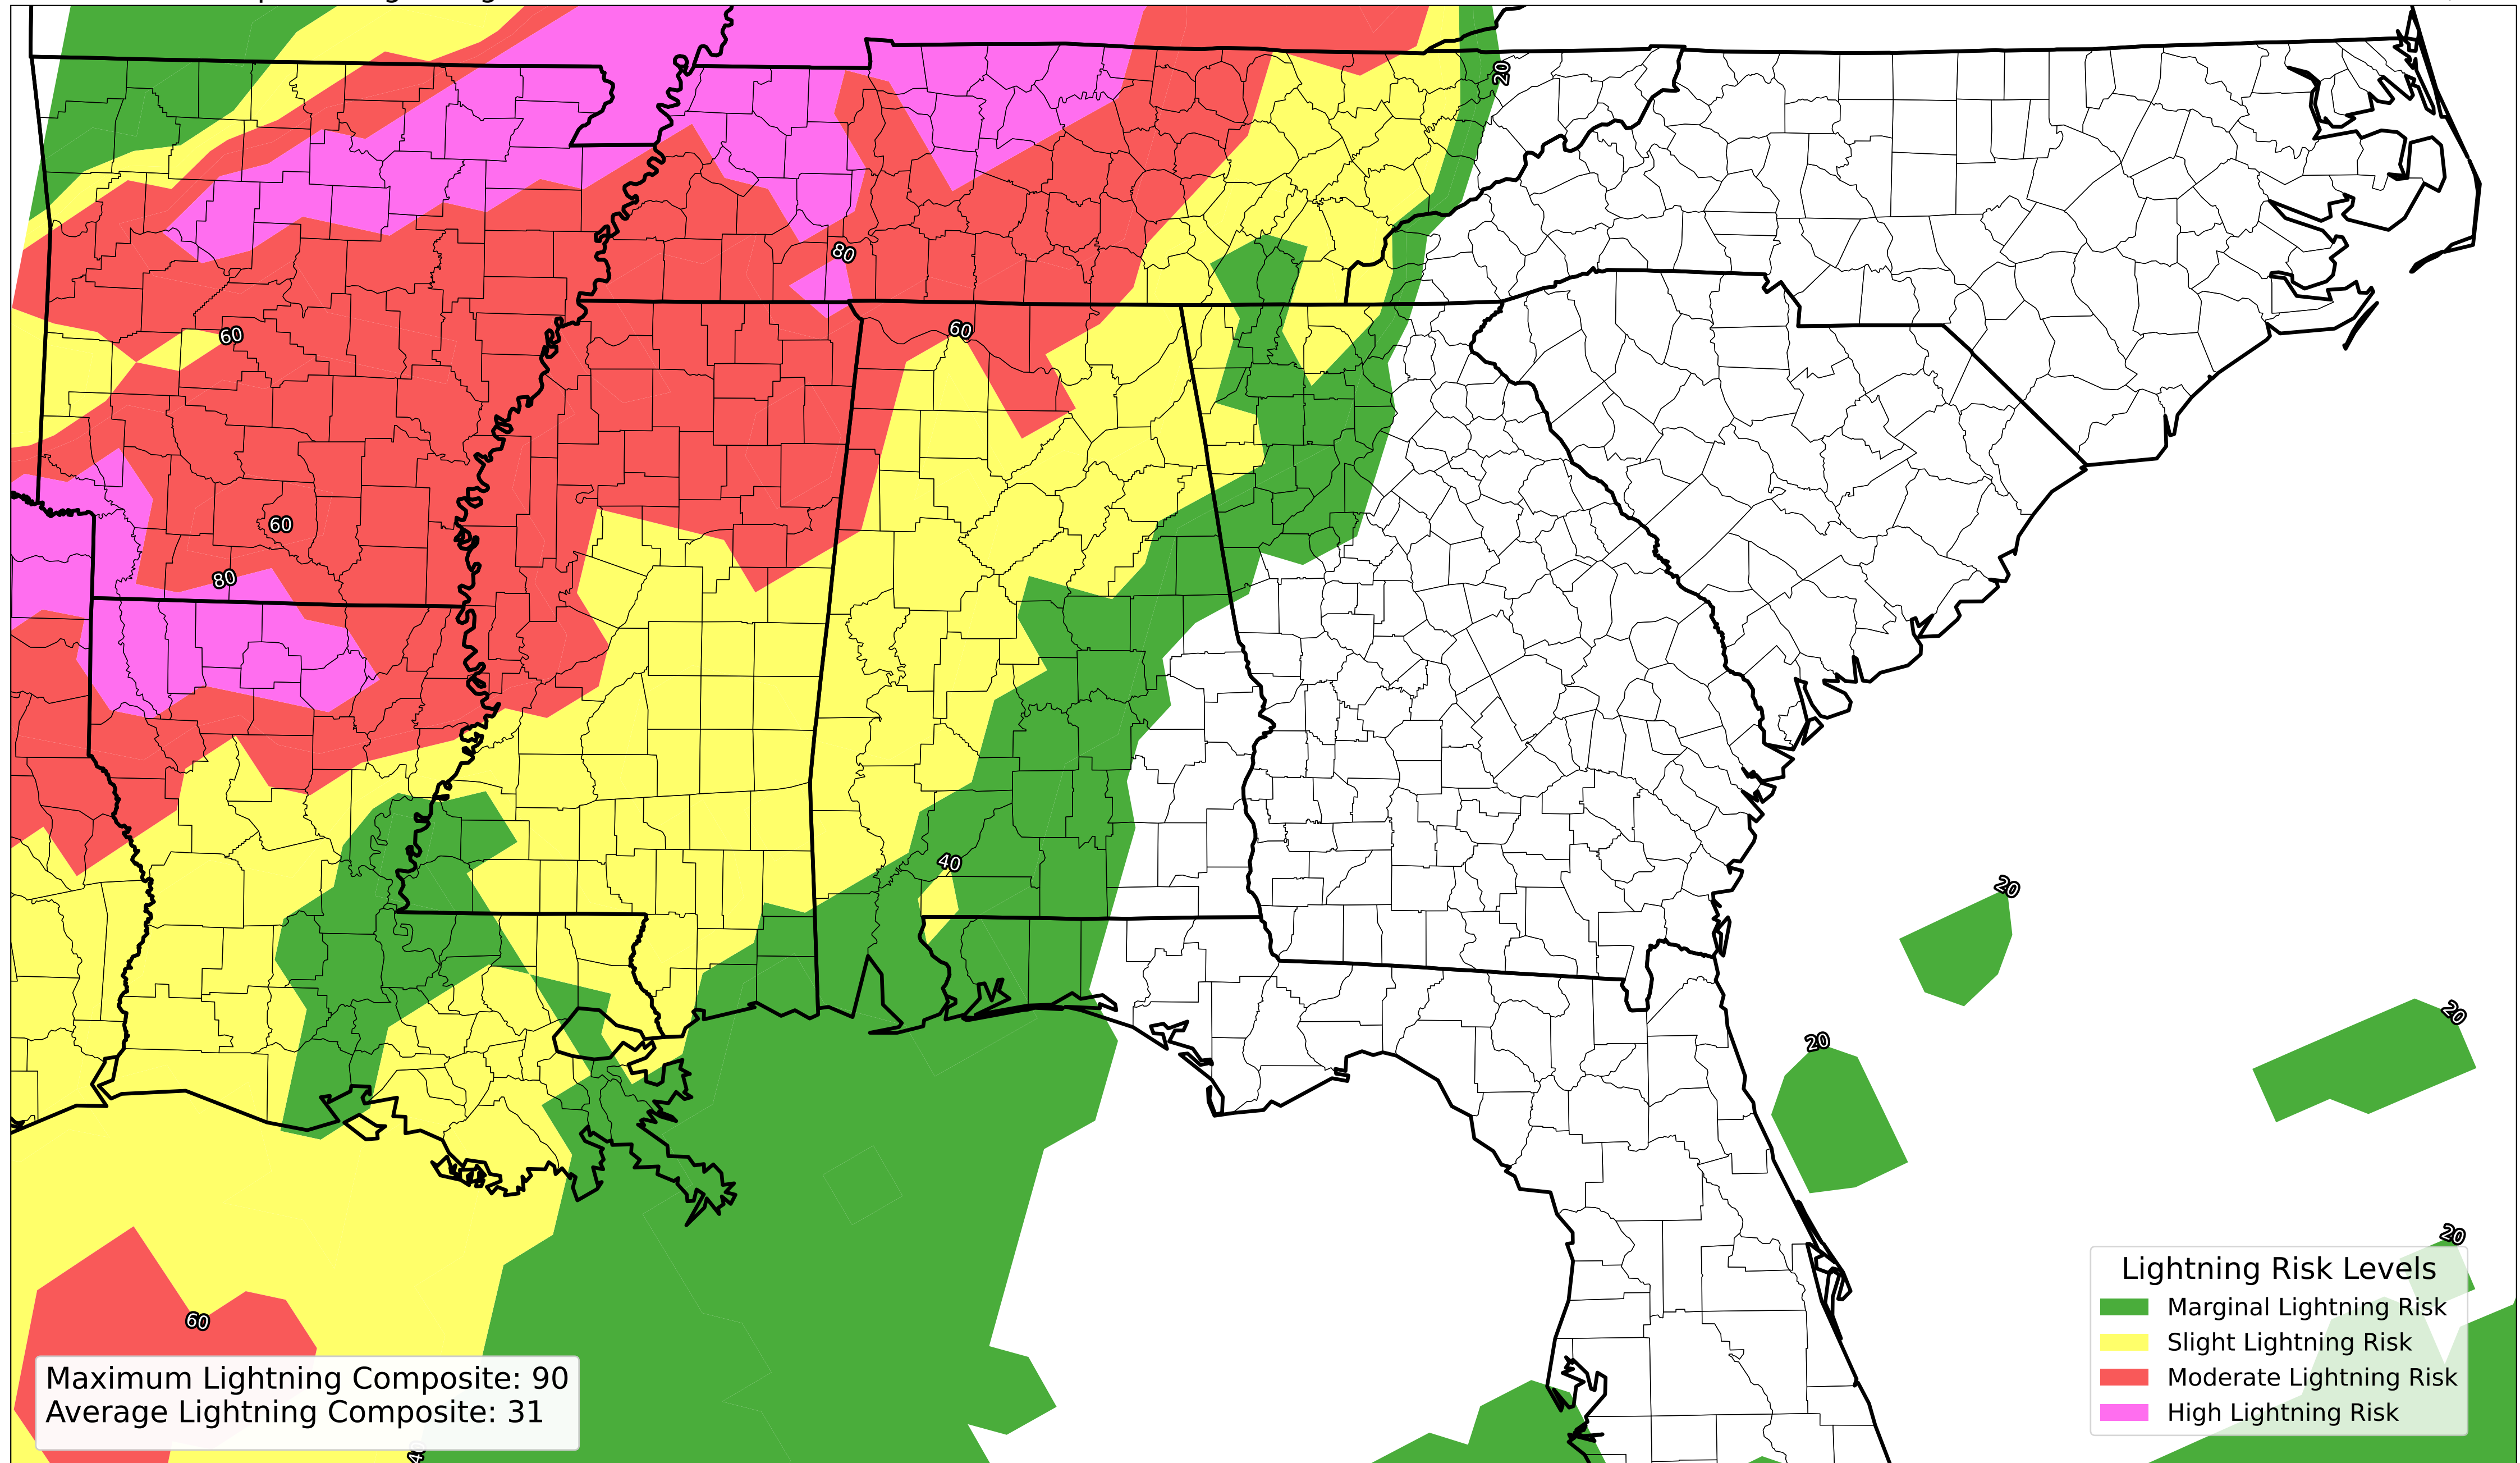 20
80
60
60
60
80
40
20
20
20
20
60
Maximum Lightning Composite: 90
Average Lightning Composite: 31
Lightning Risk Levels
Marginal Lightning Risk
Slight Lightning Risk
Moderate Lightning Risk
High Lightning Risk